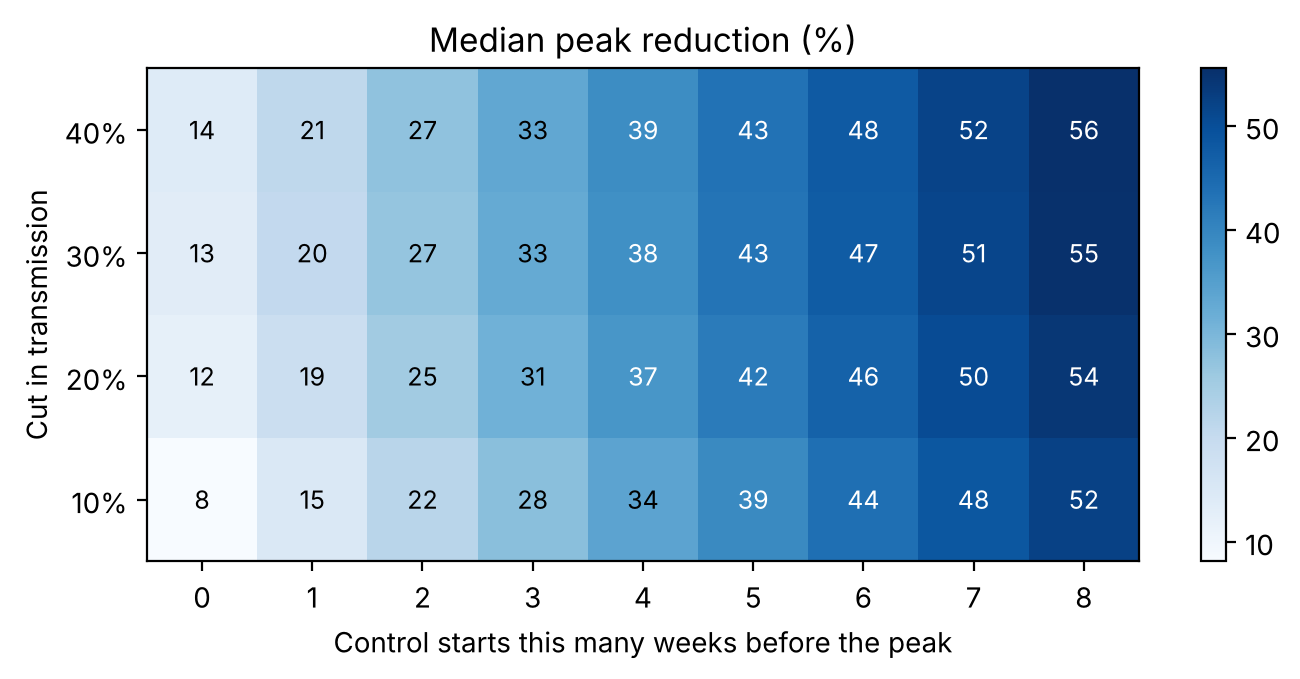 Median peak reduction (%)
Cut in transmission
40% 14 21 27 33 39 43 48 52 56
30% 13 20 27 33 38 43 47 51 55
20% 12 19 25 31 37 42 46 50 54
10% 8 15 22 28 34 39 44 48 52
0 1 2 3 4 5 6 7 8
Control starts this many weeks before the peak
50
40
30
20
10